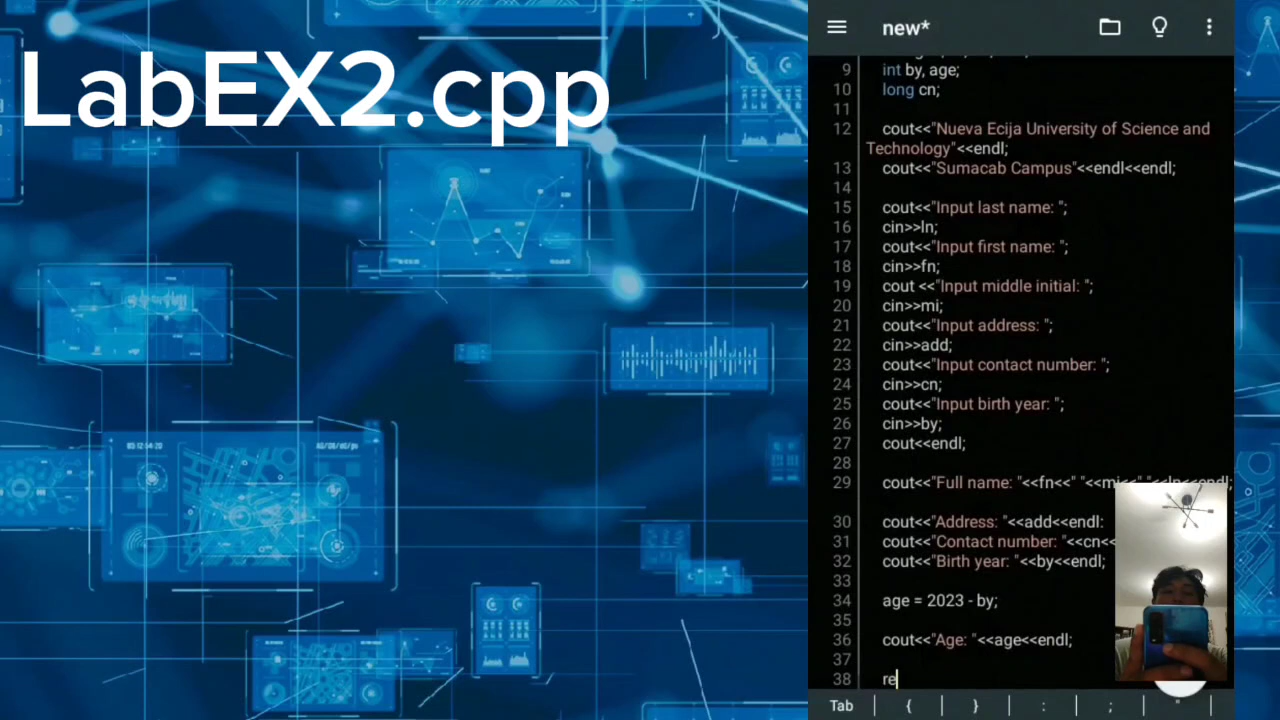 LabEX2.cpp
new*
9 int by, age;
10 long cn;
11
12 cout<<"Nueva Ecija University of Science and
Technology"<<endl;
13 cout<<"Sumacab Campus"<<endl<<endl;
14
15 cout<<"Input last name: ";
16 cin>>ln;
17 cout<<"Input first name: ";
18 cin>>fn;
19 cout <<"Input middle initial: ";
20 cin>>mi;
21 cout<<"Input address: ";
22 cin>>add;
23 cout<<"Input contact number: ";
24 cin>>cn;
25 cout<<"Input birth year: ";
26 cin>>by;
27 cout<<endl;
28
29 cout<<"Full name: "<<fn<<" "<<mi<<" "<<ln<<endl;
30 cout<<"Address: "<<add<<endl:
31 cout<<"Contact number: "<<cn<<
32 cout<<"Birth year: "<<by<<endl;
33
34 age = 2023 - by;
35
36 cout<<"Age: "<<age<<endl;
37
38 re
Tab { } : ; "